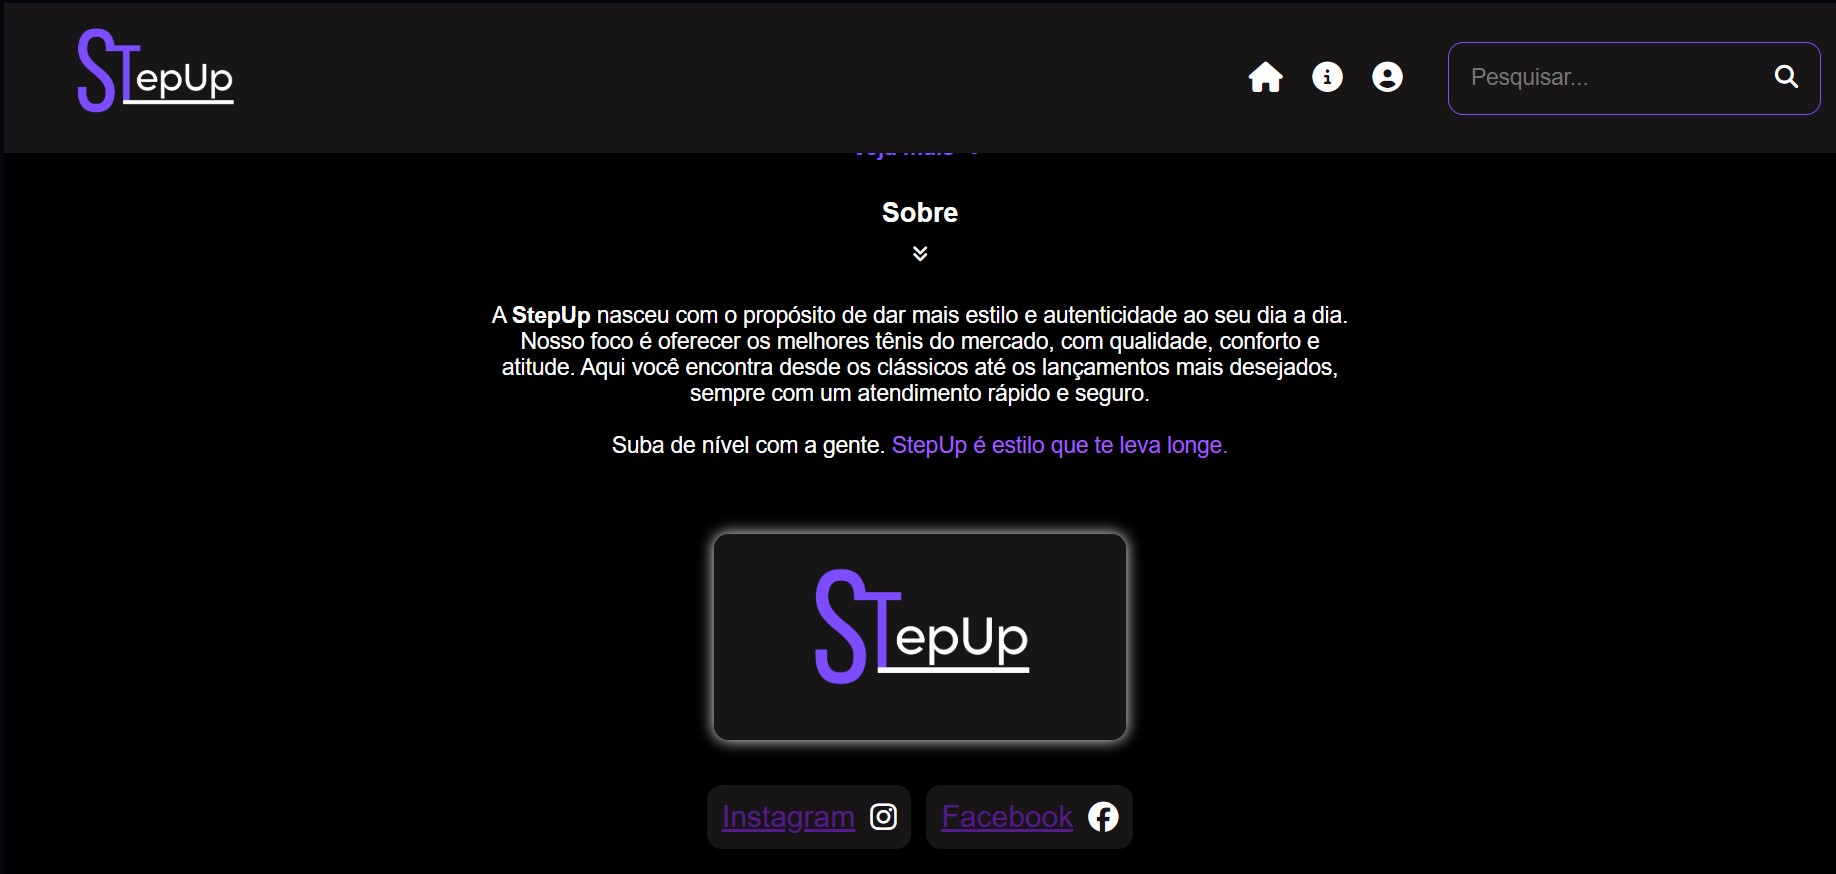 STepUp
Pesquisar...
Veja mais
Sobre
A StepUp nasceu com o propósito de dar mais estilo e autenticidade ao seu dia a dia.
Nosso foco é oferecer os melhores tênis do mercado, com qualidade, conforto e
atitude. Aqui você encontra desde os clássicos até os lançamentos mais desejados,
sempre com um atendimento rápido e seguro.
Suba de nível com a gente. StepUp é estilo que te leva longe.
STepUp
Instagram
Facebook